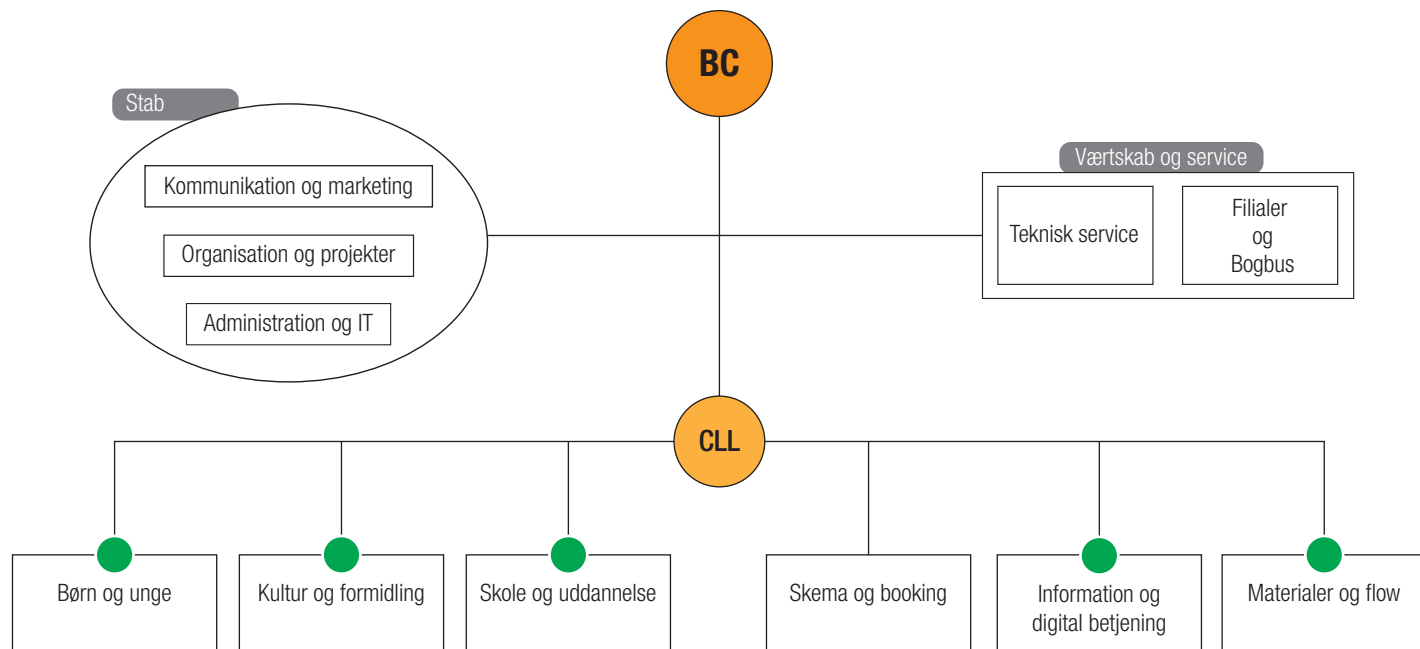 BC
Stab
Kommunikation og marketing
Organisation og projekter
Administration og IT
Værtskab og service
Teknisk service
Filialer
og
Bogbus
CLL
Børn og unge
Kultur og formidling
Skole og uddannelse
Skema og booking
Information og
digital betjening
Materialer og flow